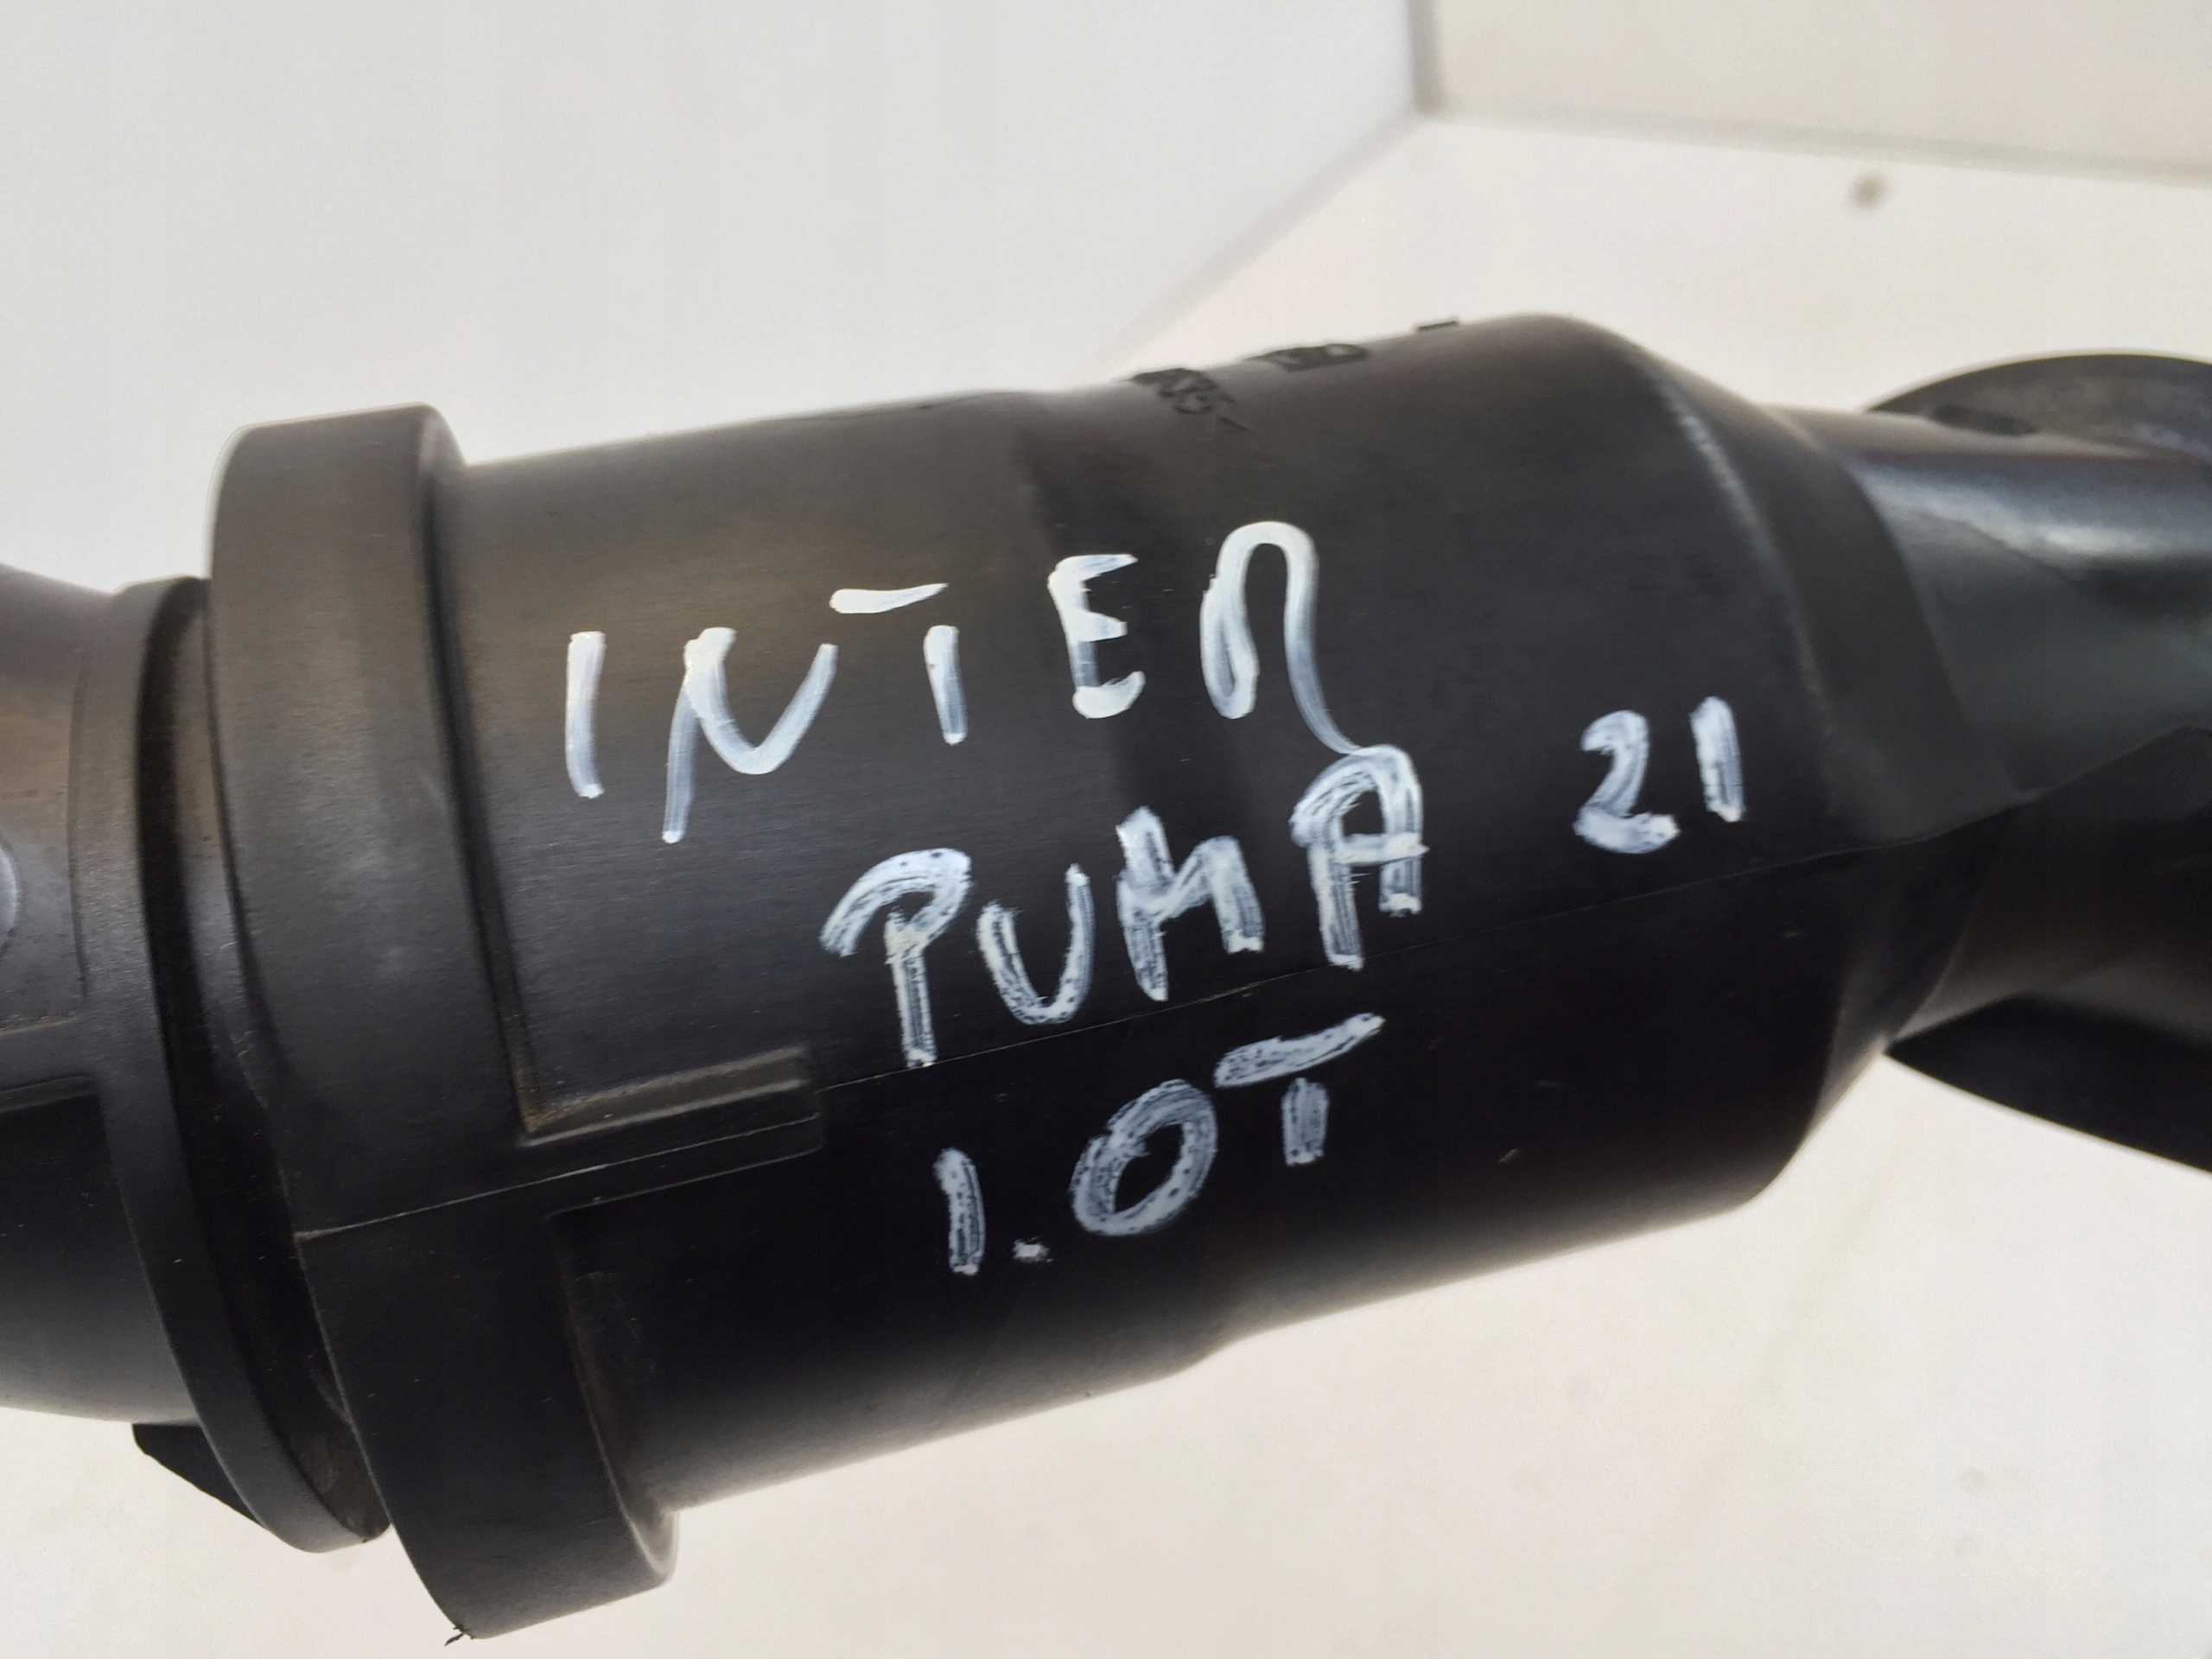 INTER
PUMA 21
1.0T